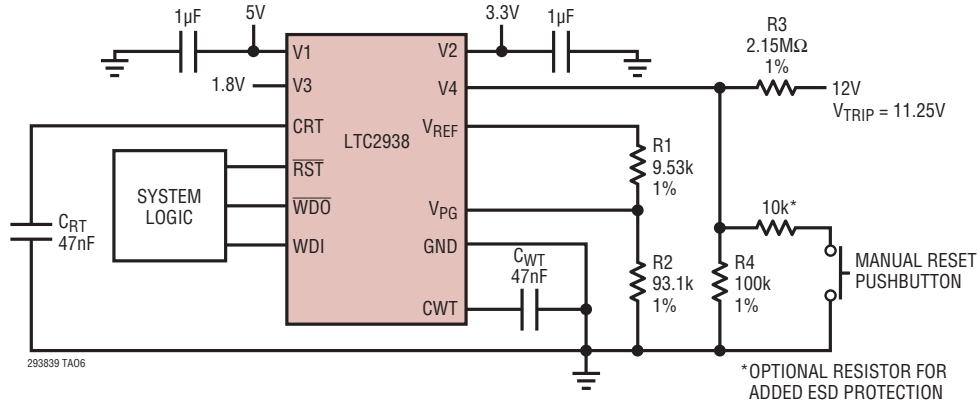 1µF
5V
3.3V
1µF
R3
2.15MΩ
1%
V1
V2
1.8V
V3
V4
12V
VTRIP = 11.25V
CRT
VREF
LTC2938
R1
9.53k
1%
RST
SYSTEM
LOGIC
WDO
VPG
10k*
CRT
47nF
WDI
GND
CWT
47nF
R2
93.1k
1%
R4
100k
1%
MANUAL RESET
PUSHBUTTON
CWT
293839 TA06
*OPTIONAL RESISTOR FOR
ADDED ESD PROTECTION